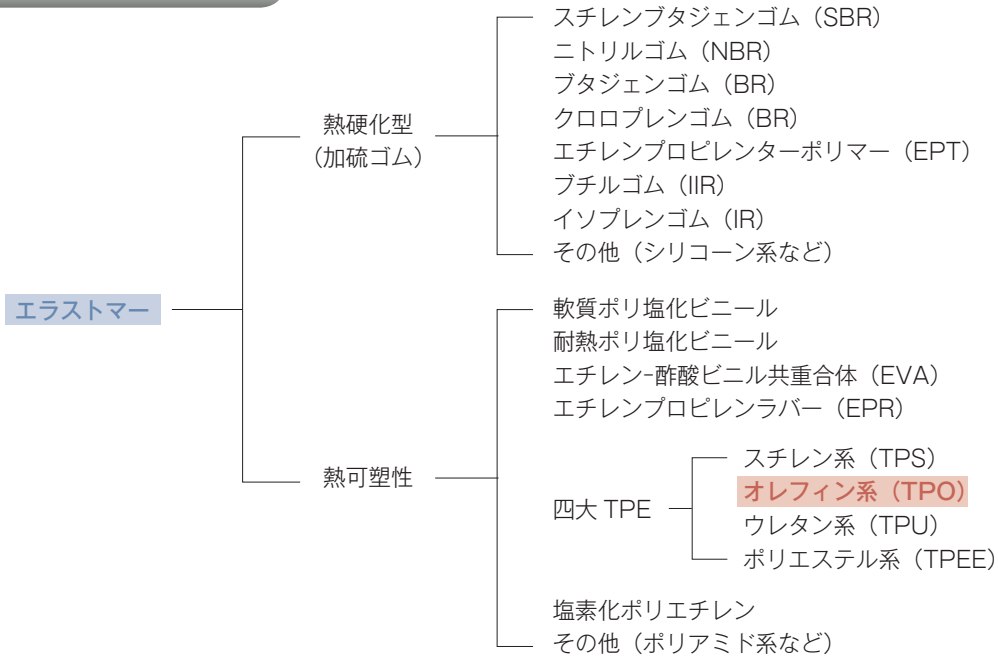 スチレンブタジェンゴム（SBR）
ニトリルゴム（NBR）
ブタジェンゴム（BR）
クロロプレンゴム（BR）
エチレンプロピレンターポリマー（EPT）
ブチルゴム（IIR）
イソプレンゴム（IR）
その他（シリコーン系など）
熱硬化型
（加硫ゴム）
エラストマー
軟質ポリ塩化ビニール
耐熱ポリ塩化ビニール
エチレン-酢酸ビニル共重合体（EVA）
エチレンプロピレンラバー（EPR）
熱可塑性
四大 TPE
スチレン系（TPS）
オレフィン系（TPO）
ウレタン系（TPU）
ポリエステル系（TPEE）
塩素化ポリエチレン
その他（ポリアミド系など）